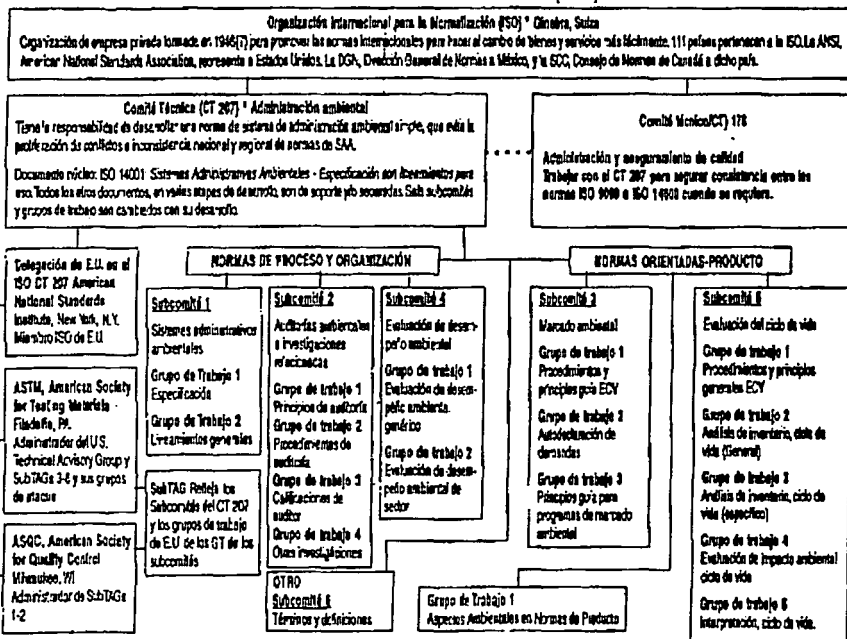 Organización Internacional para la Normalización (ISO) * Ginebra, Suiza
Organización de empresa privada formada en 1946(7) para promover las normas internacionales para hacer el cambio de bienes y servicios más fácilmente. 111 países pertenecen a la ISO. La ANSI,
American National Standards Association, representa a Estados Unidos. La DGN, Dirección General de Normas a México, y la SCC, Consejo de Normas de Canadá a dicho país.
Comité Técnico (CT 207) * Administración ambiental
Tiene la responsabilidad de desarrollar una norma de sistema de administración ambiental simple, que evite la
proliferación de conflictos e inconsistencia nacional y regional de normas de SAA.
Documento núcleo: ISO 14001: Sistemas Administrativos Ambientales - Especificación con lineamientos para
uso. Todos los otros documentos, en varias etapas de desarrollo, son de soporte y/o secuencias. Seis subcomités
y grupos de trabajo son cambiados con su desarrollo.
Comité técnico(CT) 176
Administración y aseguramiento de calidad
Trabajar con el CT 207 para segurar consistencia entre las
normas ISO 9000 e ISO 14000 cuando se requiera.
Delegación de E.U. en el
ISO CT 207 American
National Standards
Institute, New York, N.Y.
Miembro ISO de E.U.
ASTM, American Society
for Testing Materials -
Filadelfia, PA.
Administrador del U.S.
Technical Advisory Group y
SubTAGs 3-6 y sus grupos
de ataque
ASQC, American Society
for Quality Control
Milwaukee, WI
Administrador de SubTAGs
1-2
NORMAS DE PROCESO Y ORGANIZACIÓN
Subcomité 1
Sistemas administrativos
ambientales
Grupo de Trabajo 1
Especificación
Grupo de Trabajo 2
Lineamientos generales
SubTAG Refleja los
Subcomités del CT 207
y los grupos de trabajo
de E.U. de los GT de los
subcomités
Subcomité 2
Auditorías ambientales
e investigaciones
relacionadas
Grupo de trabajo 1
Principios de auditoría
Grupo de trabajo 2
Procedimientos de
auditoría
Grupo de trabajo 3
Calificaciones de
auditor
Grupo de trabajo 4
Otras investigaciones
Subcomité 4
Evaluación de desem-
peño ambiental
Grupo de trabajo 1
Evaluación de desem-
peño ambiental
genérico
Grupo de trabajo 2
Evaluación de desem-
peño ambiental de
sector
OTRO
Subcomité 6
Términos y definiciones
NORMAS ORIENTADAS-PRODUCTO
Subcomité 3
Marcado ambiental
Grupo de trabajo 1
Procedimientos y
principios guía ECV
Grupo de trabajo 2
Autodeclaración de
demandas
Grupo de trabajo 3
Principios guía para
programas de marcado
ambiental
Subcomité 5
Evaluación del ciclo de vida
Grupo de trabajo 1
Procedimientos y principios
generales ECV
Grupo de trabajo 2
Análisis de inventario, ciclo de
vida (General)
Grupo de trabajo 3
Análisis de inventario, ciclo de
vida (específico)
Grupo de trabajo 4
Evaluación de impacto ambiental
ciclo de vida
Grupo de trabajo 5
Interpretación, ciclo de vida.
Grupo de Trabajo 1
Aspectos Ambientales en Normas de Producto